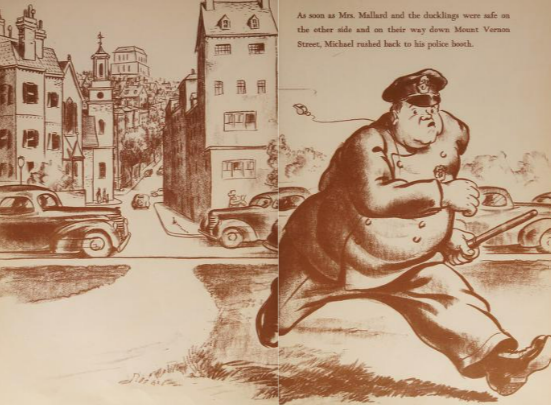 As soon as Mrs. Mallard and the ducklings were safe on
the other side and on their way down Mount Vernon
Street, Michael rushed back to his police booth.